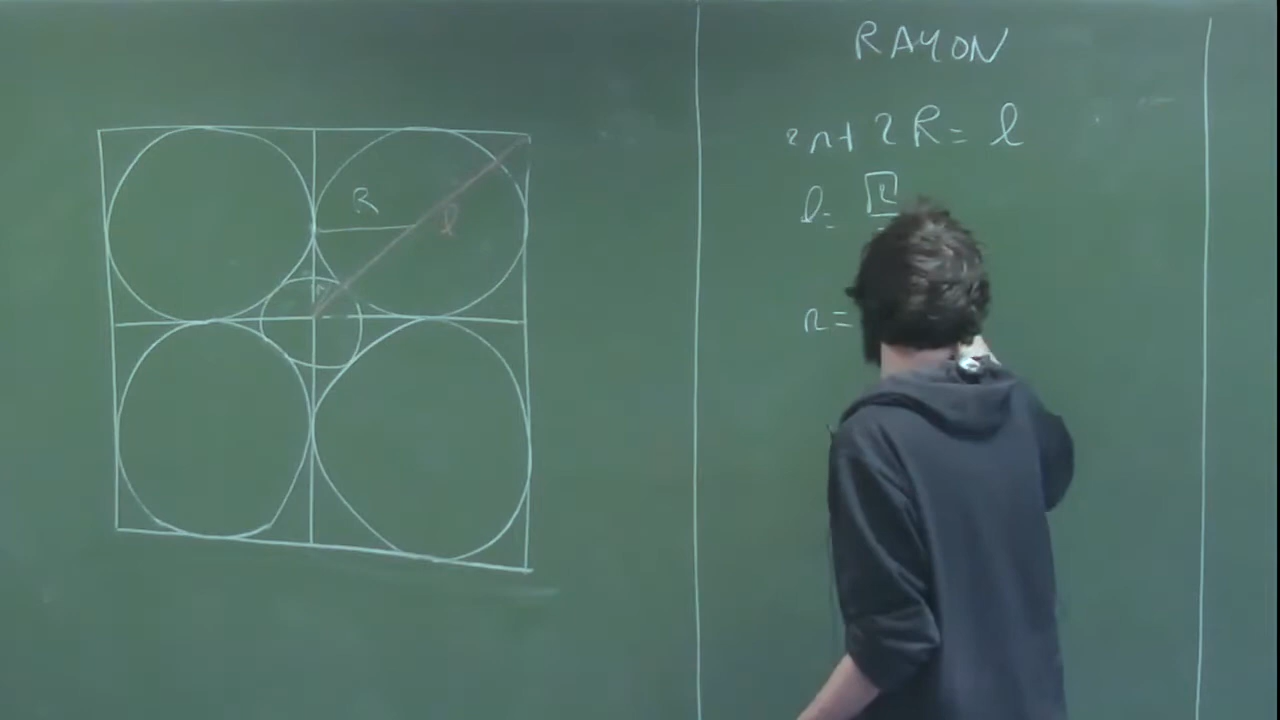 RAYON
2r + 2R = l
R
l
l =
r
r =